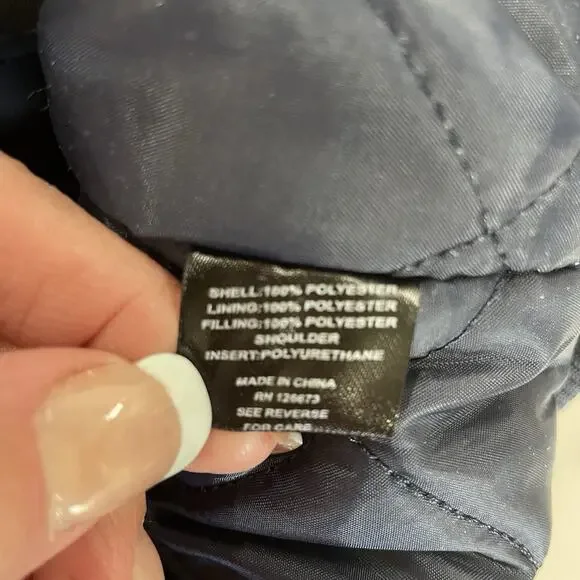 SHELL:100% POLYESTER
LINING:100% POLYESTER
FILLING:100% POLYESTER
SHOULDER
INSERT:POLYURETHANE
MADE IN CHINA
RN 126673
SEE REVERSE
FOR CARE